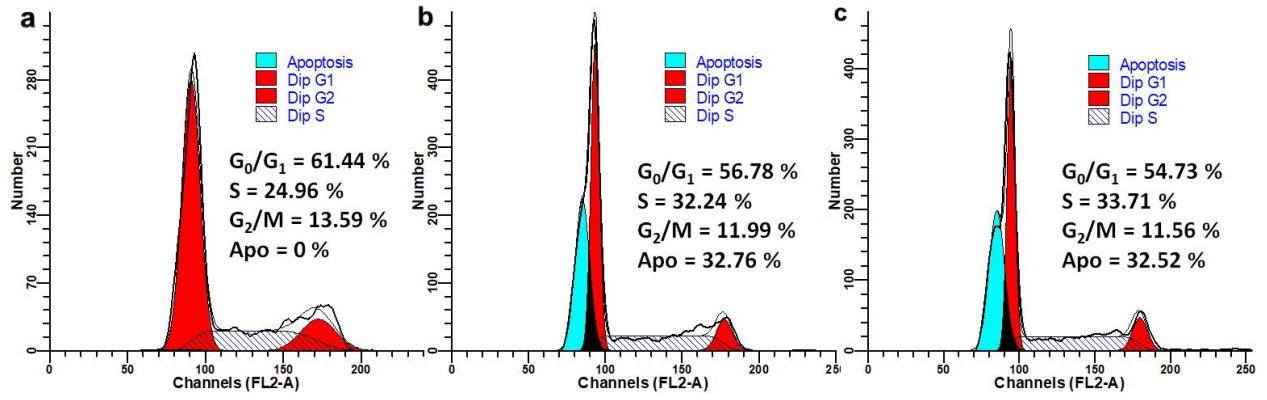 a
Number
280
210
140
70
0
Apoptosis
Dip G1
Dip G2
Dip S
G₀/G₁ = 61.44 %
S = 24.96 %
G₂/M = 13.59 %
Apo = 0 %
0 50 100 150 200
Channels (FL2-A)
b
Number
400
300
200
100
0
Apoptosis
Dip G1
Dip G2
Dip S
G₀/G₁ = 56.78 %
S = 32.24 %
G₂/M = 11.99 %
Apo = 32.76 %
0 50 100 150 200 250
Channels (FL2-A)
c
Number
400
300
200
100
0
Apoptosis
Dip G1
Dip G2
Dip S
G₀/G₁ = 54.73 %
S = 33.71 %
G₂/M = 11.56 %
Apo = 32.52 %
0 50 100 150 200 250
Channels (FL2-A)